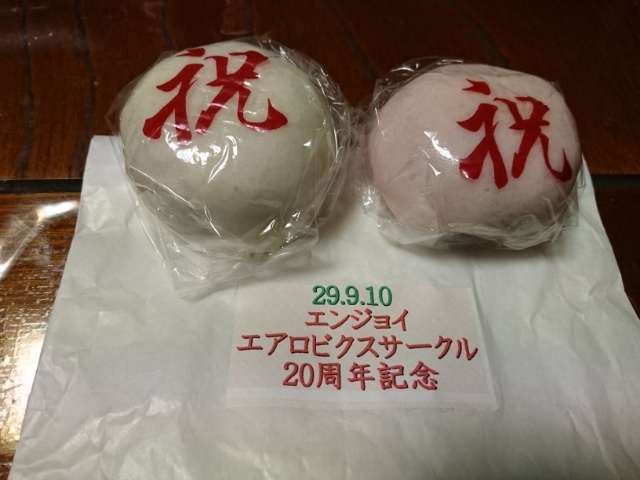 祝
祝
29.9.10
エンジョイ
エアロビクスサークル
20周年記念